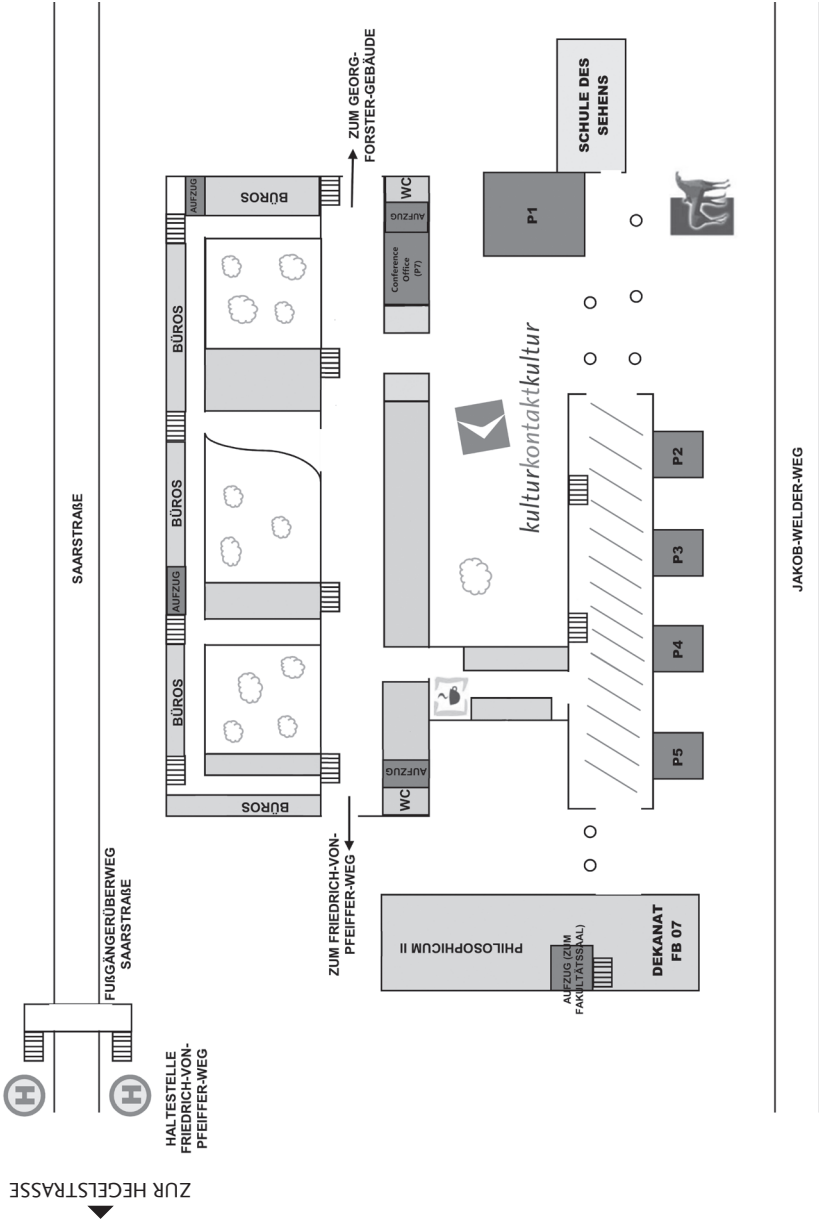 SAARSTRAßE
FUßGÄNGERÜBERWEG
SAARSTRAßE
H
H
HALTESTELLE
FRIEDRICH-VON-
PFEIFFER-WEG
ZUR HEGELSTRASSE
BÜROS
BÜROS
AUFZUG
BÜROS
BÜROS
AUFZUG
BÜROS
ZUM FRIEDRICH-VON-
PFEIFFER-WEG
ZUM GEORG-
FORSTER-GEBÄUDE
WC
AUFZUG
Conference
Office
(P7)
AUFZUG
WC
PHILOSOPHICUM II
AUFZUG (ZUM
FAKULTÄTSSAAL)
DEKANAT
FB 07
kulturkontaktkultur
P1
SCHULE DES
SEHENS
P5
P4
P3
P2
JAKOB-WELDER-WEG